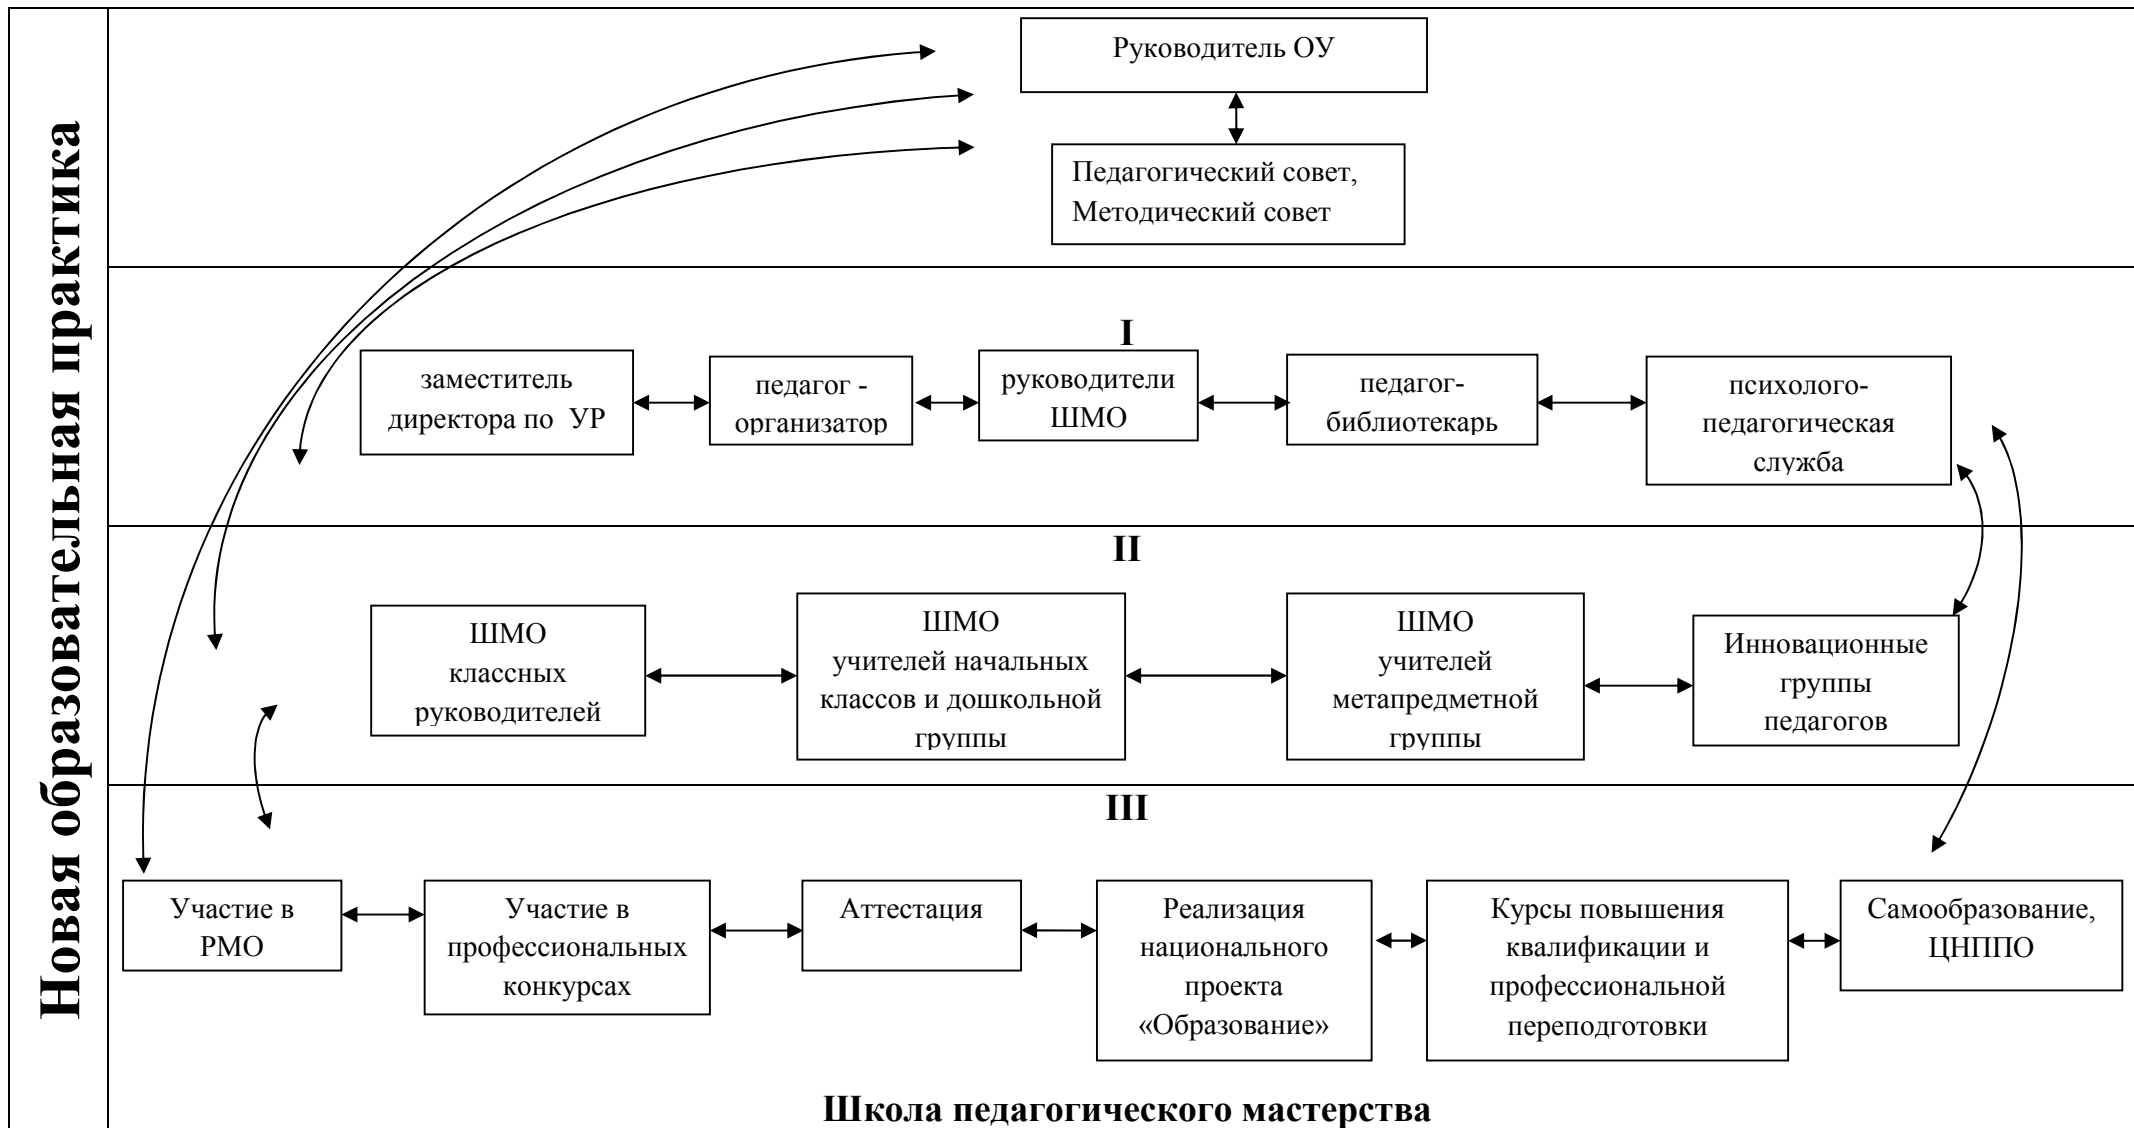 Новая образовательная практика
Руководитель ОУ
Педагогический совет,
Методический совет
I
заместитель
директора по УР
педагог -
организатор
руководители
ШМО
педагог-
библиотекарь
психолого-
педагогическая
служба
II
ШМО
классных
руководителей
ШМО
учителей начальных
классов и дошкольной
группы
ШМО
учителей
метапредметной
группы
Инновационные
группы
педагогов
III
Участие в
РМО
Участие в
профессиональных
конкурсах
Аттестация
Реализация
национального
проекта
«Образование»
Курсы повышения
квалификации и
профессиональной
переподготовки
Самообразование,
ЦНППО
Школа педагогического мастерства